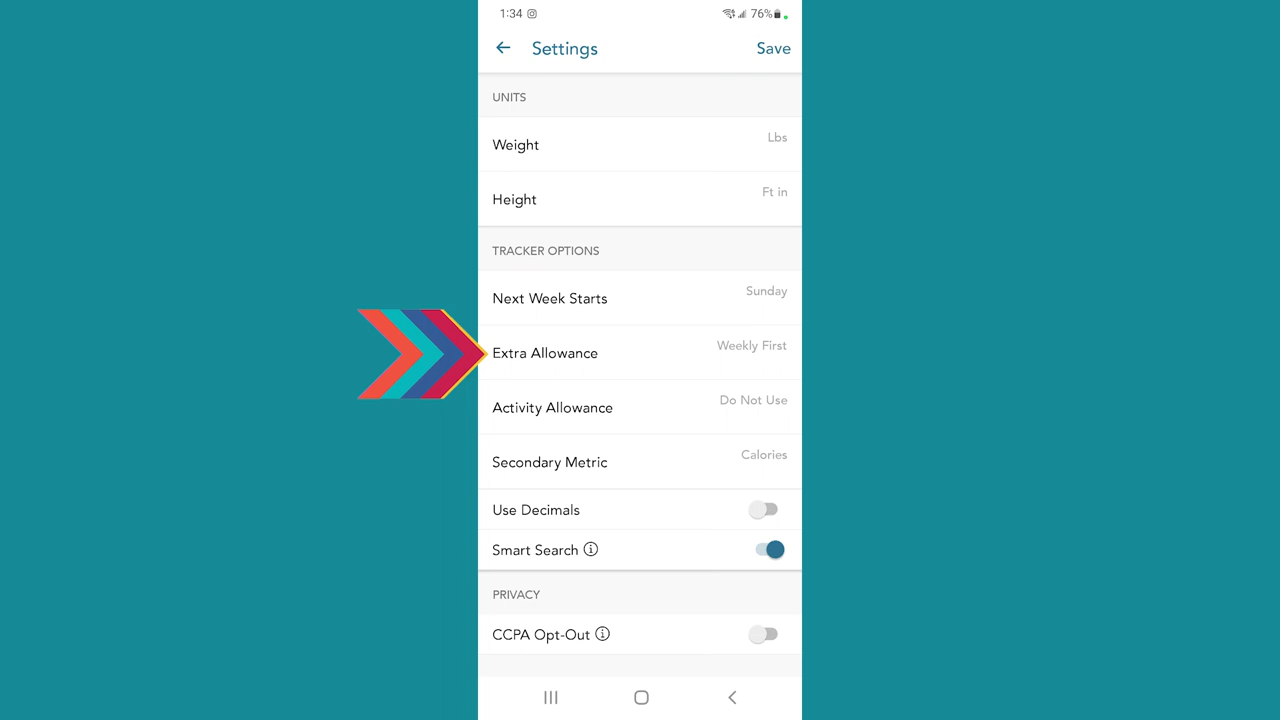 1:34 76%
Settings Save
UNITS
Weight Lbs
Height Ft in
TRACKER OPTIONS
Next Week Starts Sunday
Extra Allowance Weekly First
Activity Allowance Do Not Use
Secondary Metric Calories
Use Decimals
Smart Search
PRIVACY
CCPA Opt-Out